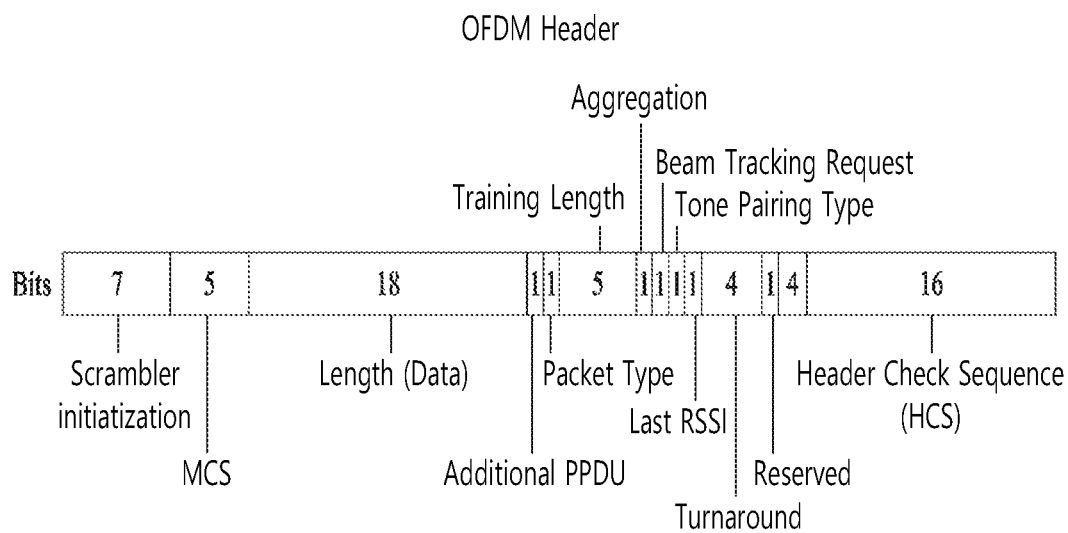 OFDM Header
Aggregation
Beam Tracking Request
Training Length
Tone Pairing Type
Bits 7 5 18 1 1 5 1 1 1 1 4 1 4 16
Scrambler
initiatization
Length (Data)
Packet Type
Header Check Sequence
(HCS)
Last RSSI
MCS
Additional PPDU
Reserved
Turnaround